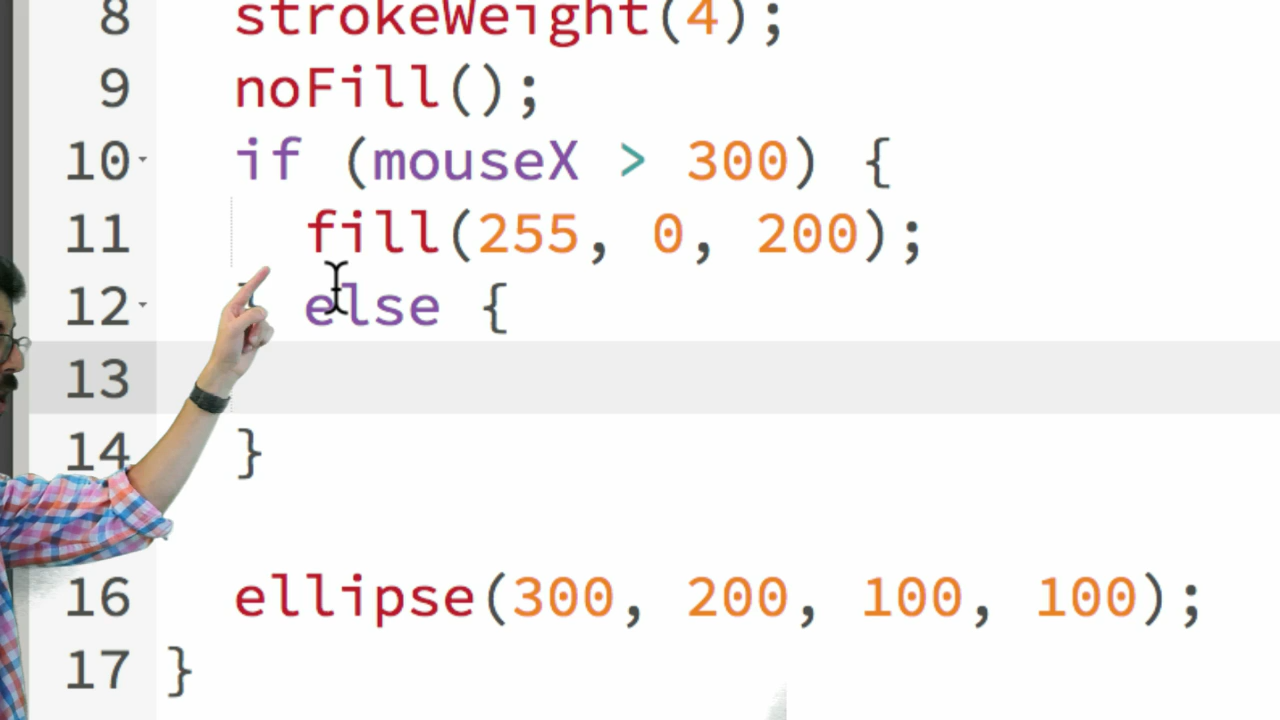 8 strokeWeight(4);
9 noFill();
10 if (mouseX > 300) {
11 fill(255, 0, 200);
12 } else {
13
14 }
16 ellipse(300, 200, 100, 100);
17 }